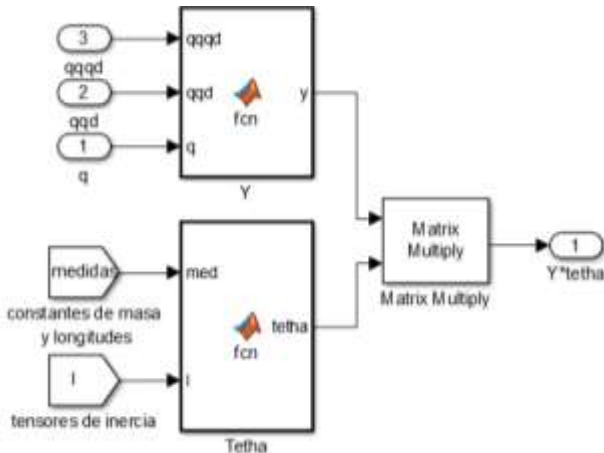 3
qqqd
qqqd
2
qqd
qqd
1
q
q
fcn
y
Y
medidas
constantes de masa
y longitudes
med
I
tensores de inercia
I
fcn
tetha
Tetha
Matrix
Multiply
Matrix Multiply
1
Y*tetha